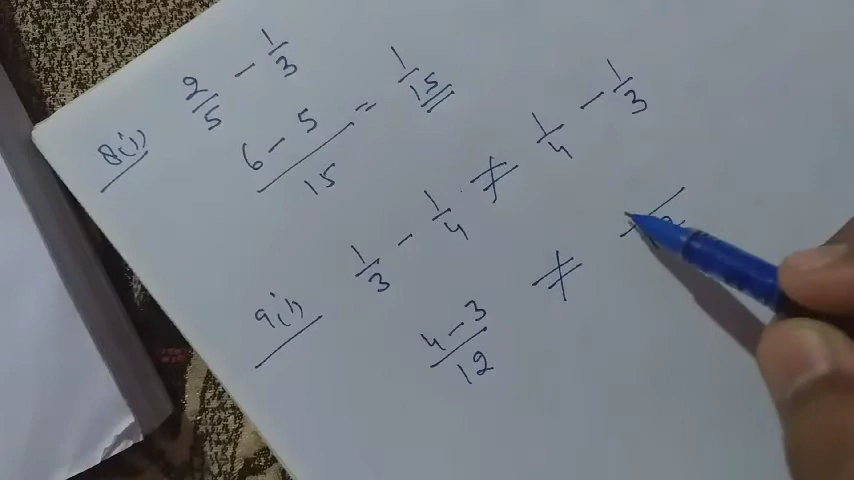 8(i) 2/5 - 1/3
6 - 5/15 = 1/15
9(i) 1/3 - 1/4 ≠ 1/4 - 1/3
4 - 3/12 ≠